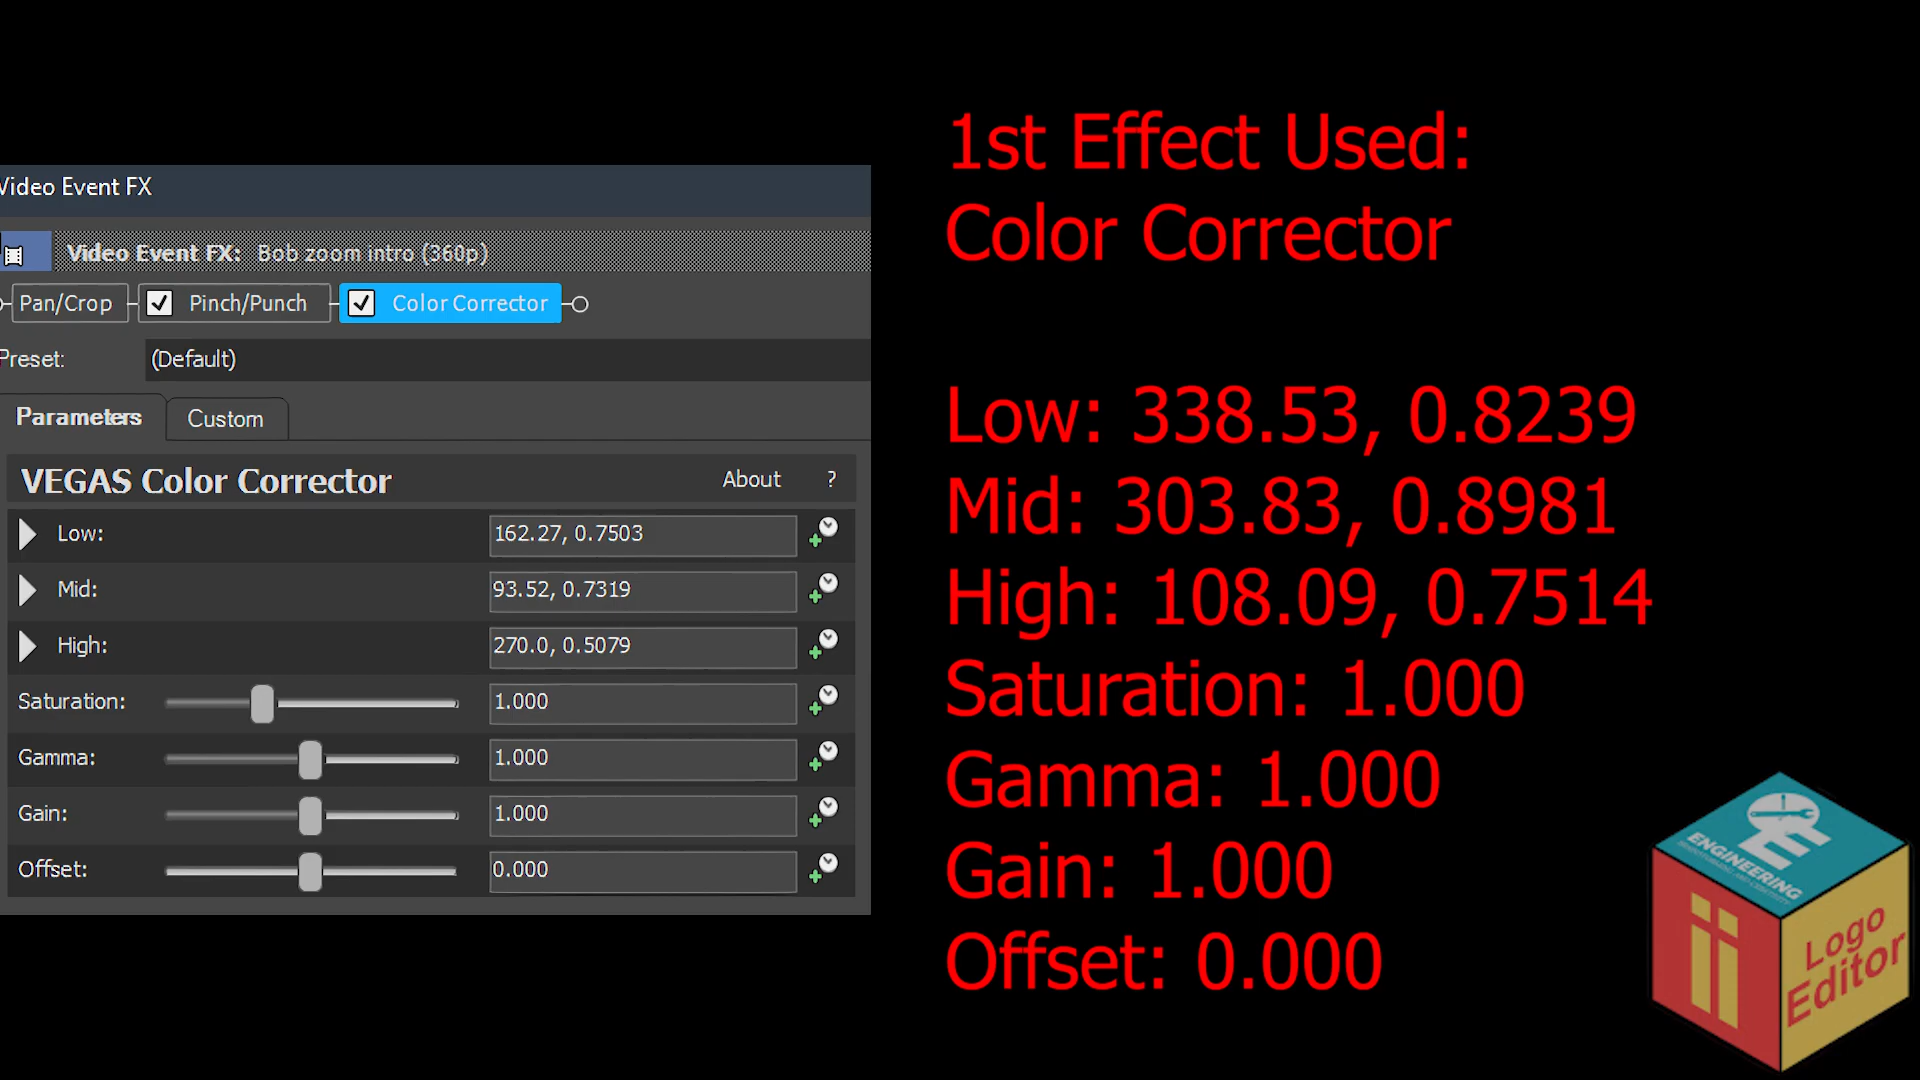 Video Event FX
Video Event FX: Bob zoom intro (360p)
Pan/Crop Pinch/Punch Color Corrector
Preset: (Default)
Parameters Custom
VEGAS Color Corrector About ?
Low: 162.27, 0.7503
Mid: 93.52, 0.7319
High: 270.0, 0.5079
Saturation: 1.000
Gamma: 1.000
Gain: 1.000
Offset: 0.000
1st Effect Used:
Color Corrector
Low: 338.53, 0.8239
Mid: 303.83, 0.8981
High: 108.09, 0.7514
Saturation: 1.000
Gamma: 1.000
Gain: 1.000
Offset: 0.000
ENGINEERING
Logo
Editor